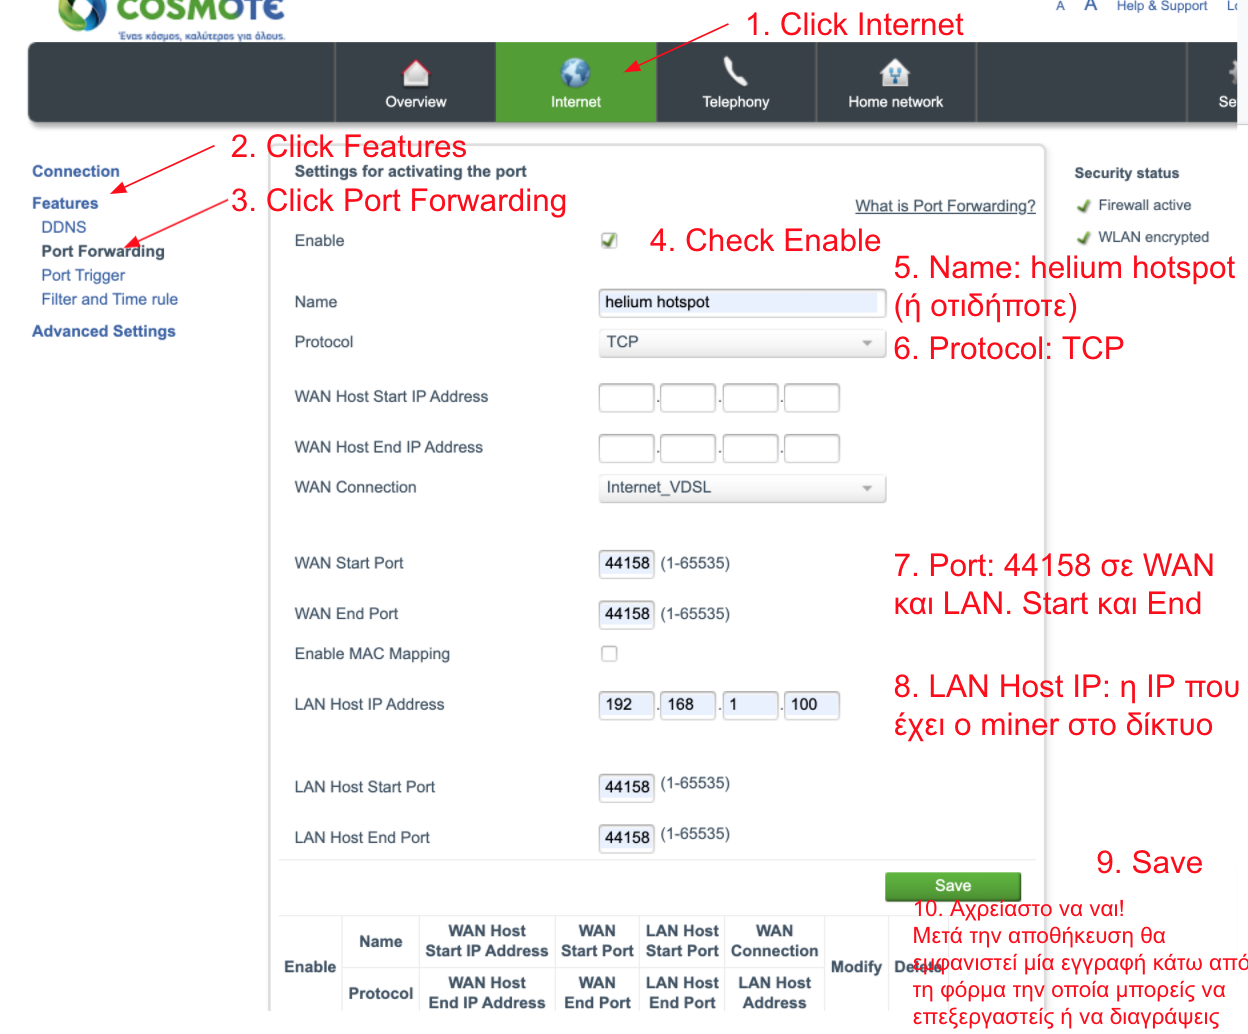 COSMOTE
Ένας κόσμος, καλύτερος για όλους.
A A Help & Support
1. Click Internet
Overview
Internet
Telephony
Home network
Se
2. Click Features
Connection
Settings for activating the port
Security status
Features
3. Click Port Forwarding
What is Port Forwarding?
Firewall active
DDNS
Enable
4. Check Enable
WLAN encrypted
Port Forwarding
5. Name: helium hotspot
(ή οτιδήποτε)
Port Trigger
Filter and Time rule
Name
helium hotspot
Advanced Settings
Protocol
TCP
6. Protocol: TCP
WAN Host Start IP Address
. . .
WAN Host End IP Address
. . .
WAN Connection
Internet_VDSL
WAN Start Port
44158 (1-65535)
7. Port: 44158 σε WAN
και LAN. Start και End
WAN End Port
44158 (1-65535)
Enable MAC Mapping
8. LAN Host IP: η IP που
έχει ο miner στο δίκτυο
LAN Host IP Address
192 . 168 . 1 . 100
LAN Host Start Port
44158 (1-65535)
LAN Host End Port
44158 (1-65535)
9. Save
Save
10. Αχρείαστο να ναι!
Μετά την αποθήκευση θα
εμφανιστεί μία εγγραφή κάτω από
τη φόρμα την οποία μπορείς να
επεξεργαστείς ή να διαγράψεις
Enable
Name
WAN Host
Start IP Address
WAN
Start Port
LAN Host
Start Port
WAN
Connection
Modify
Delete
Protocol
WAN Host
End IP Address
WAN
End Port
LAN Host
End Port
LAN Host
Address